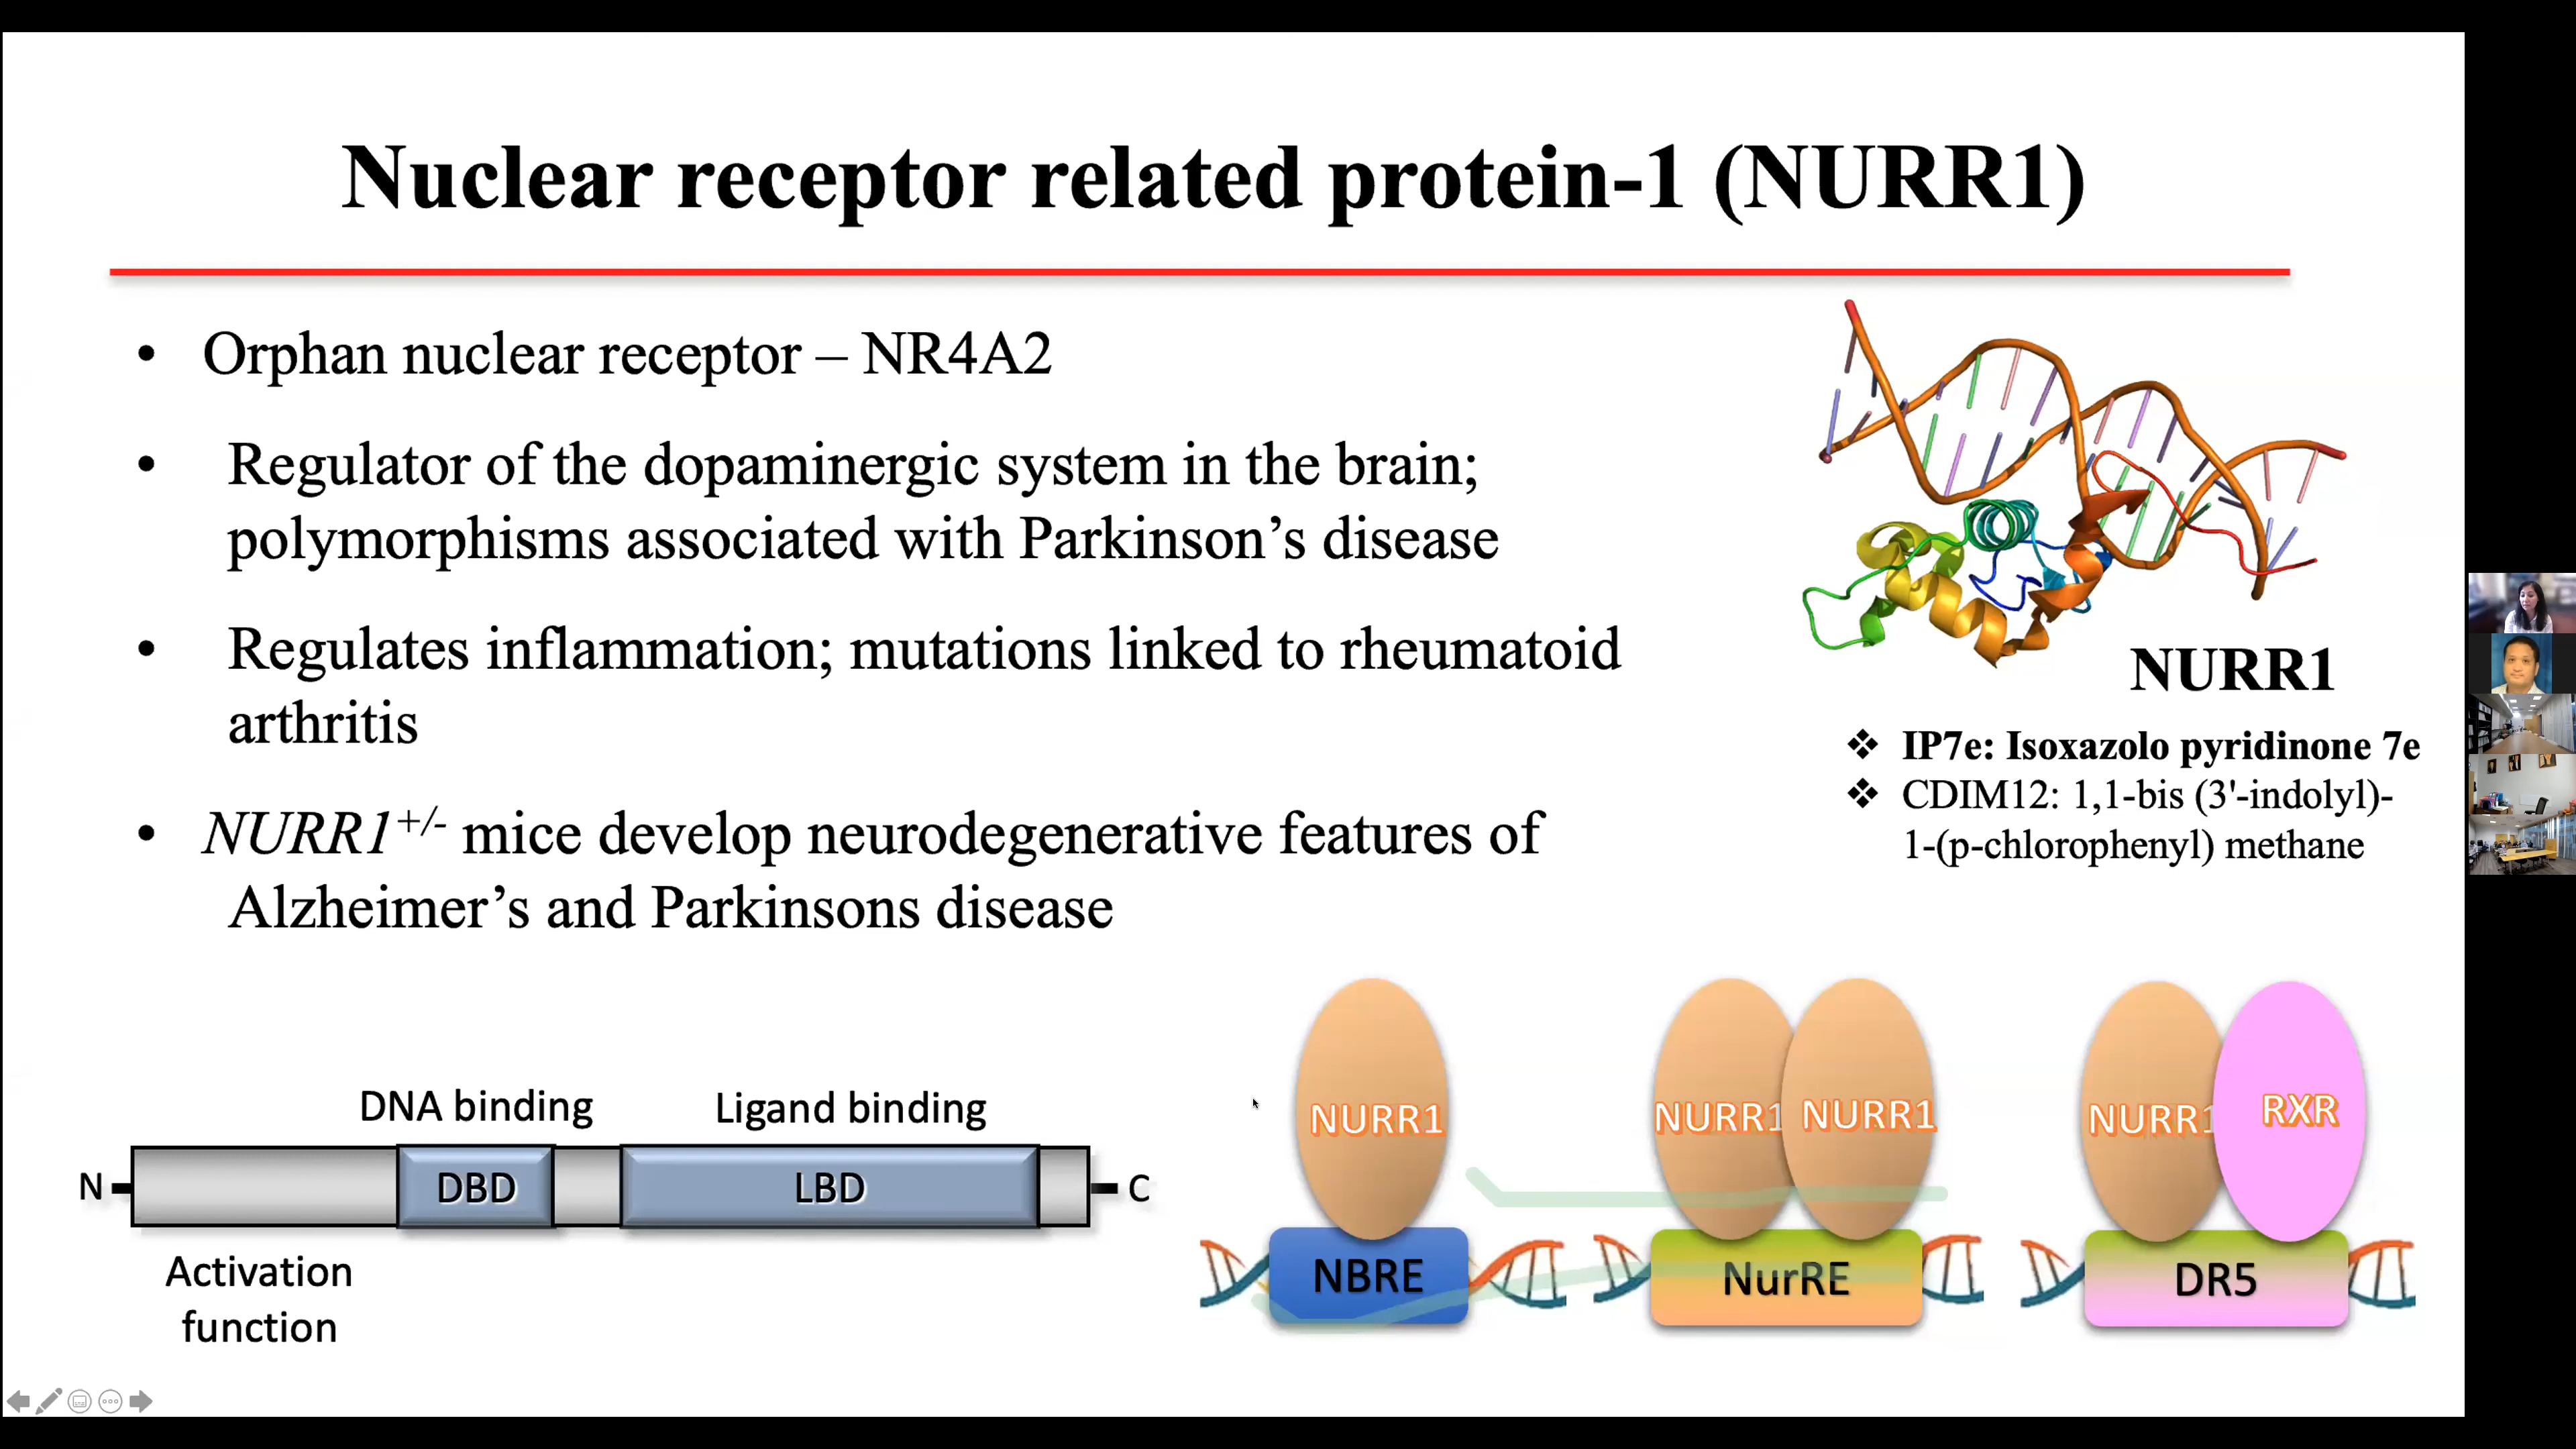 Nuclear receptor related protein-1 (NURR1)
• Orphan nuclear receptor – NR4A2
• Regulator of the dopaminergic system in the brain;
polymorphisms associated with Parkinson’s disease
• Regulates inflammation; mutations linked to rheumatoid
arthritis
• NURR1+/- mice develop neurodegenerative features of
Alzheimer’s and Parkinsons disease
NURR1
❖ IP7e: Isoxazolo pyridinone 7e
❖ CDIM12: 1,1-bis (3'-indolyl)-
1-(p-chlorophenyl) methane
DNA binding
Ligand binding
N
DBD
LBD
C
Activation
function
NURR1
NBRE
NURR1
NURR1
NurRE
NURR1
RXR
DR5